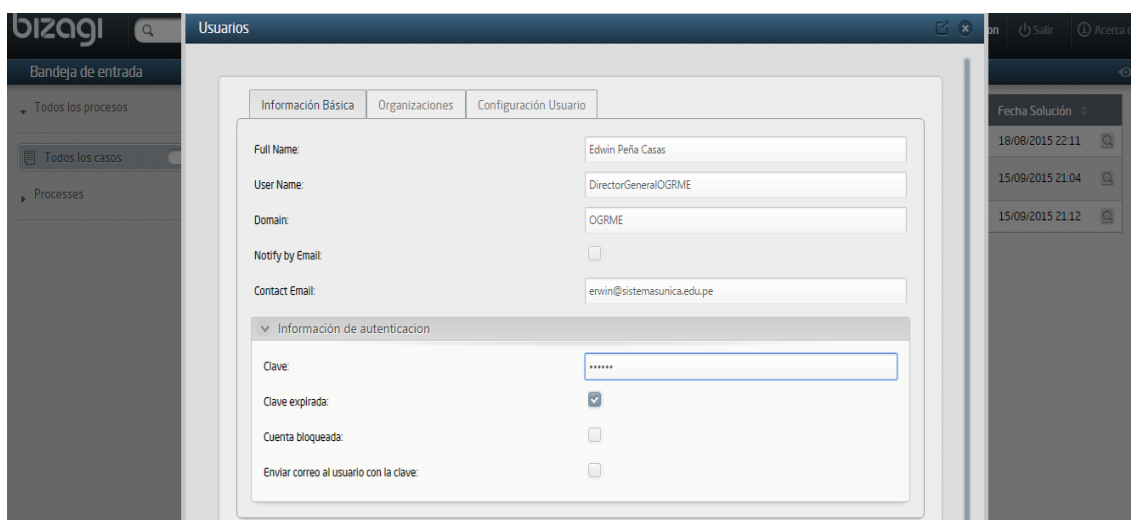 bizagi
Usuarios
on Salir Acerca d
Bandeja de entrada
Todos los procesos
Todos los casos
Processes
Información Básica Organizaciones Configuración Usuario
Full Name: Edwin Peña Casas
User Name: DirectorGeneralOGRME
Domain: OGRME
Notify by Email:
Contact Email: erwin@sistemasunica.edu.pe
Información de autenticacion
Clave: ••••••
Clave expirada:
Cuenta bloqueada:
Enviar correo al usuario con la clave:
Fecha Solución
18/08/2015 22:11
15/09/2015 21:04
15/09/2015 21:12